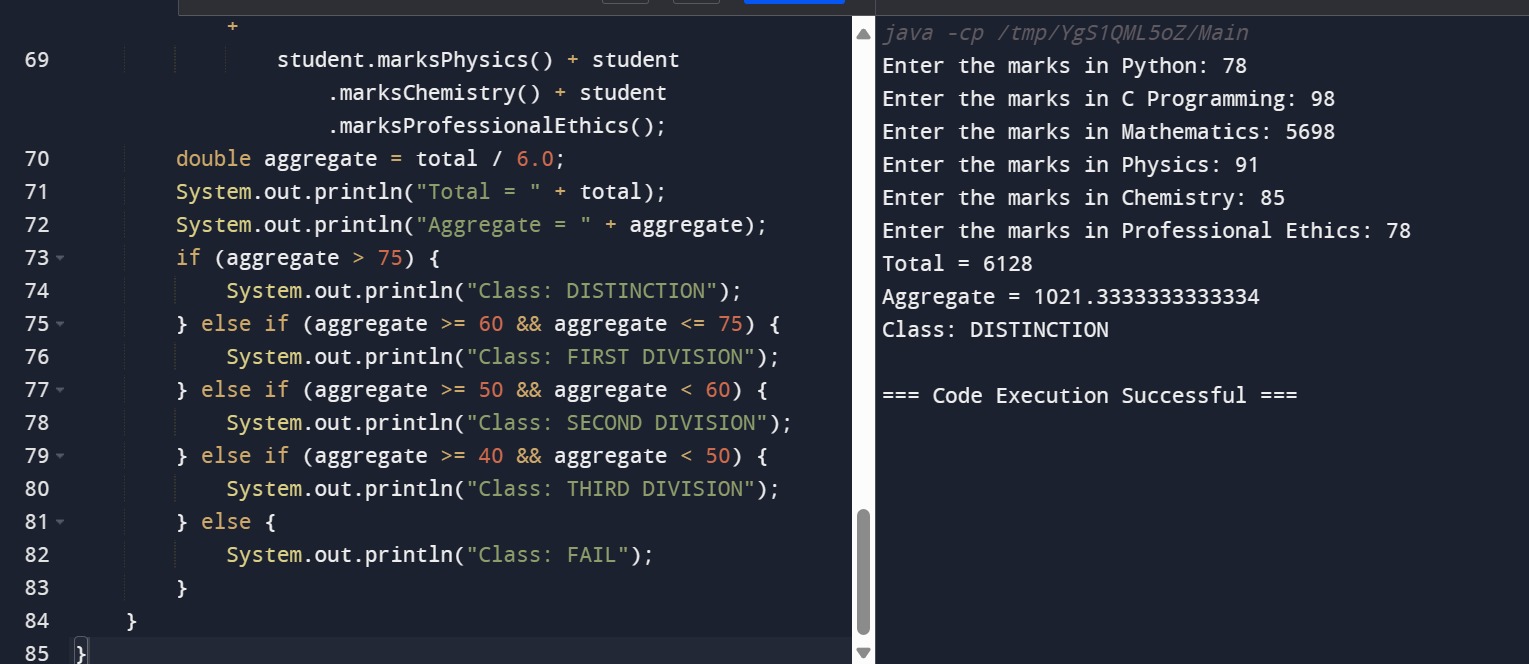 +
69 student.marksPhysics() + student
.marksChemistry() + student
.marksProfessionalEthics();
70 double aggregate = total / 6.0;
71 System.out.println("Total = " + total);
72 System.out.println("Aggregate = " + aggregate);
73 if (aggregate > 75) {
74 System.out.println("Class: DISTINCTION");
75 } else if (aggregate >= 60 && aggregate <= 75) {
76 System.out.println("Class: FIRST DIVISION");
77 } else if (aggregate >= 50 && aggregate < 60) {
78 System.out.println("Class: SECOND DIVISION");
79 } else if (aggregate >= 40 && aggregate < 50) {
80 System.out.println("Class: THIRD DIVISION");
81 } else {
82 System.out.println("Class: FAIL");
83 }
84 }
85 }
java -cp /tmp/YgS1QML5oZ/Main
Enter the marks in Python: 78
Enter the marks in C Programming: 98
Enter the marks in Mathematics: 5698
Enter the marks in Physics: 91
Enter the marks in Chemistry: 85
Enter the marks in Professional Ethics: 78
Total = 6128
Aggregate = 1021.3333333333334
Class: DISTINCTION
=== Code Execution Successful ===